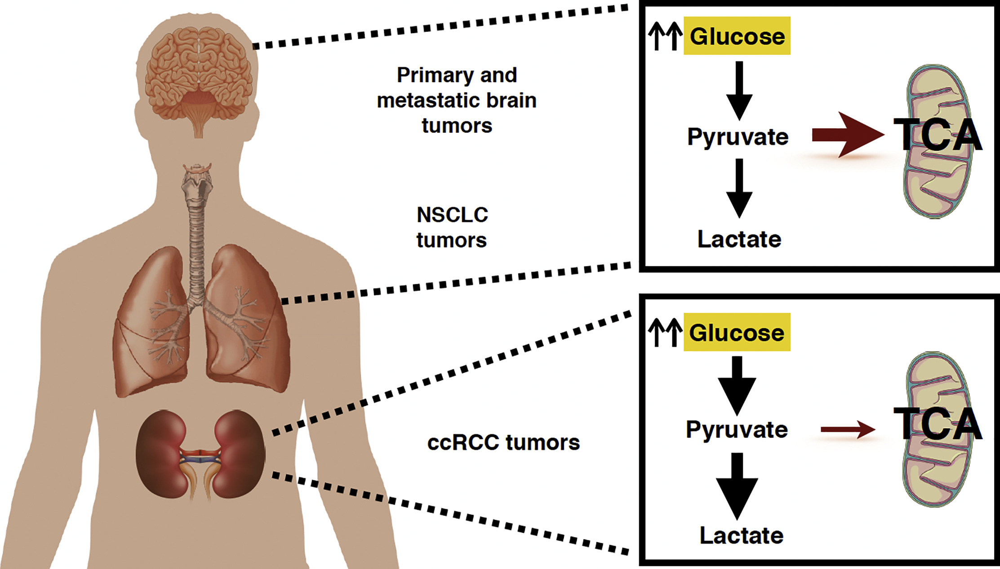 Primary and
metastatic brain
tumors
NSCLC
tumors
ccRCC tumors
Glucose
Pyruvate
TCA
Lactate
Glucose
Pyruvate
TCA
Lactate